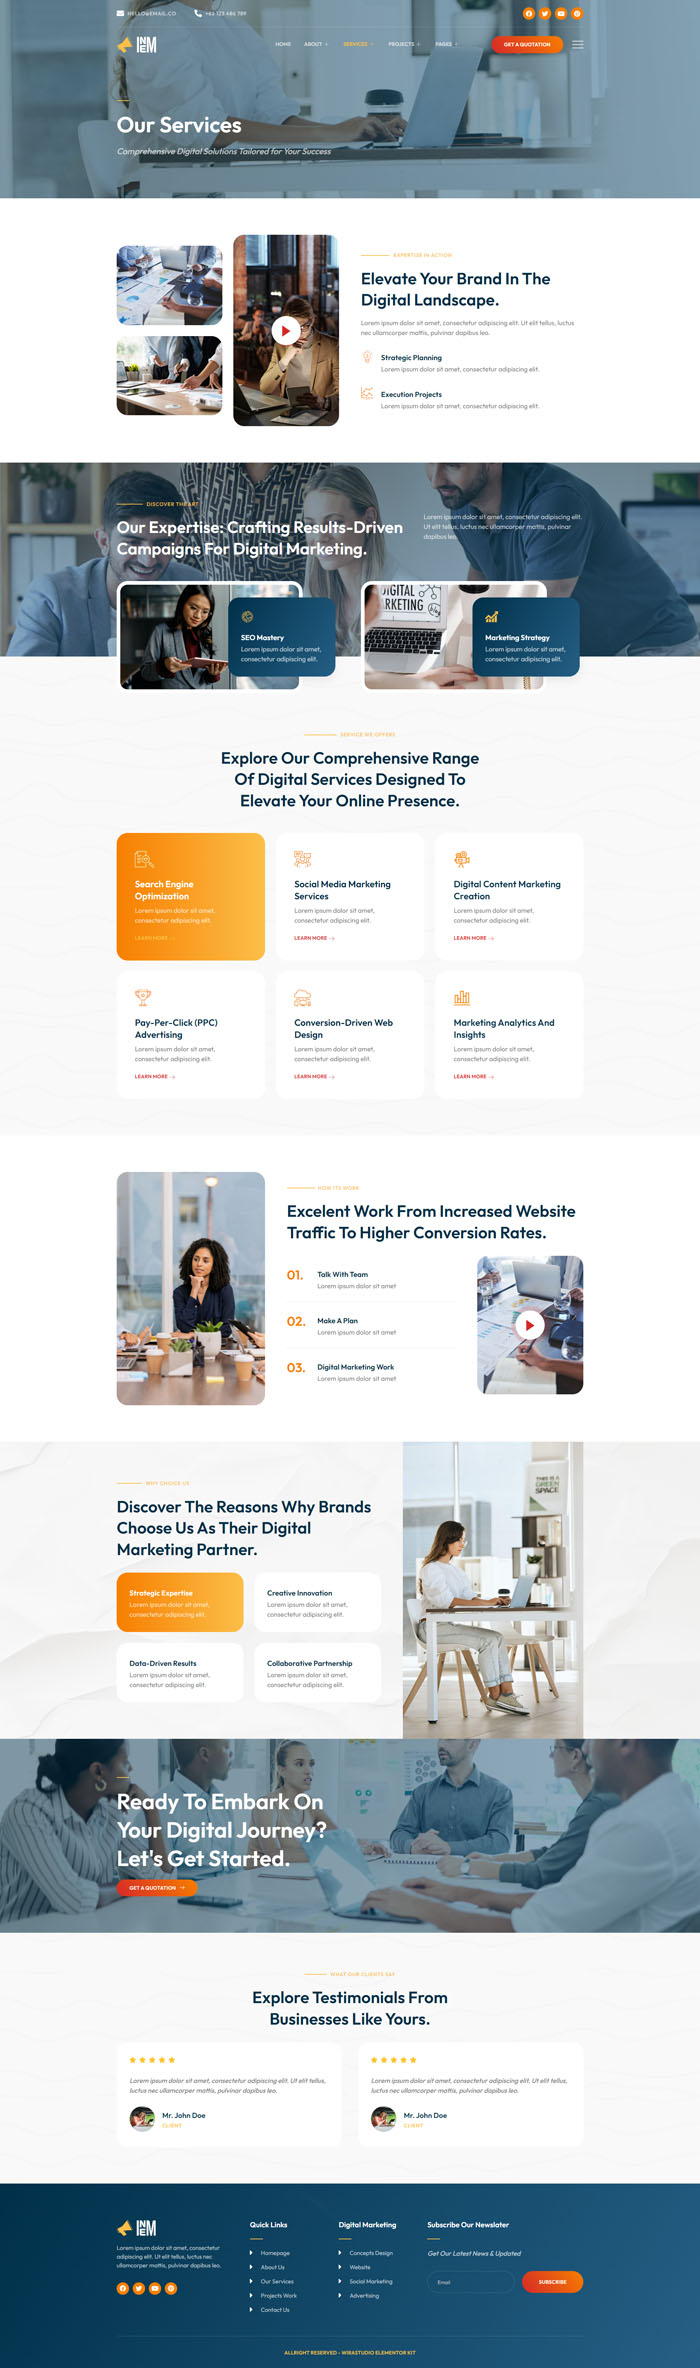 HELLO@EMAIL.CO
+62 123 486 789
INEM
HOME
ABOUT +
SERVICES +
PROJECTS +
PAGES +
GET A QUOTATION
Our Services
Comprehensive Digital Solutions Tailored for Your Success
EXPERTISE IN ACTION
Elevate Your Brand In The
Digital Landscape.
Lorem ipsum dolor sit amet, consectetur adipiscing elit. Ut elit tellus, luctus
nec ullamcorper mattis, pulvinar dapibus leo.
Strategic Planning
Lorem ipsum dolor sit amet, consectetur adipiscing elit.
Execution Projects
Lorem ipsum dolor sit amet, consectetur adipiscing elit.
DISCOVER THE ART
Our Expertise: Crafting Results-Driven
Campaigns For Digital Marketing.
Lorem ipsum dolor sit amet, consectetur adipiscing elit.
Ut elit tellus, luctus nec ullamcorper mattis, pulvinar
dapibus leo.
SEO Mastery
Lorem ipsum dolor sit amet,
consectetur adipiscing elit.
DIGITAL
MARKETING
Marketing Strategy
Lorem ipsum dolor sit amet,
consectetur adipiscing elit.
SERVICE WE OFFERS
Explore Our Comprehensive Range
Of Digital Services Designed To
Elevate Your Online Presence.
Search Engine
Optimization
Lorem ipsum dolor sit amet,
consectetur adipiscing elit.
LEARN MORE
Social Media Marketing
Services
Lorem ipsum dolor sit amet,
consectetur adipiscing elit.
LEARN MORE
Digital Content Marketing
Creation
Lorem ipsum dolor sit amet,
consectetur adipiscing elit.
LEARN MORE
Pay-Per-Click (PPC)
Advertising
Lorem ipsum dolor sit amet,
consectetur adipiscing elit.
LEARN MORE
Conversion-Driven Web
Design
Lorem ipsum dolor sit amet,
consectetur adipiscing elit.
LEARN MORE
Marketing Analytics And
Insights
Lorem ipsum dolor sit amet,
consectetur adipiscing elit.
LEARN MORE
HOW ITS WORK
Excelent Work From Increased Website
Traffic To Higher Conversion Rates.
01.
Talk With Team
Lorem ipsum dolor sit amet
02.
Make A Plan
Lorem ipsum dolor sit amet
03.
Digital Marketing Work
Lorem ipsum dolor sit amet
WHY CHOICE US
Discover The Reasons Why Brands
Choose Us As Their Digital
Marketing Partner.
THIS IS A
GREEN
SPACE
Strategic Expertise
Lorem ipsum dolor sit amet,
consectetur adipiscing elit.
Creative Innovation
Lorem ipsum dolor sit amet,
consectetur adipiscing elit.
Data-Driven Results
Lorem ipsum dolor sit amet,
consectetur adipiscing elit.
Collaborative Partnership
Lorem ipsum dolor sit amet,
consectetur adipiscing elit.
Ready To Embark On
Your Digital Journey?
Let's Get Started.
GET A QUOTATION
WHAT OUR CLIENTS SAY
Explore Testimonials From
Businesses Like Yours.
Lorem ipsum dolor sit amet, consectetur adipiscing elit. Ut elit tellus,
luctus nec ullamcorper mattis, pulvinar dapibus leo.
Mr. John Doe
CLIENT
Lorem ipsum dolor sit amet, consectetur adipiscing elit. Ut elit tellus,
luctus nec ullamcorper mattis, pulvinar dapibus leo.
Mr. John Doe
CLIENT
INEM
Lorem ipsum dolor sit amet, consectetur
adipiscing elit. Ut elit tellus, luctus nec
ullamcorper mattis, pulvinar dapibus leo.
Quick Links
Homepage
About Us
Our Services
Projects Work
Contact Us
Digital Marketing
Concepts Design
Website
Social Marketing
Advertising
Subscribe Our Newslater
Get Our Latest News & Updated
Email
SUBSCRIBE
ALLRIGHT RESERVED - WIRASTUDIO ELEMENTOR KIT